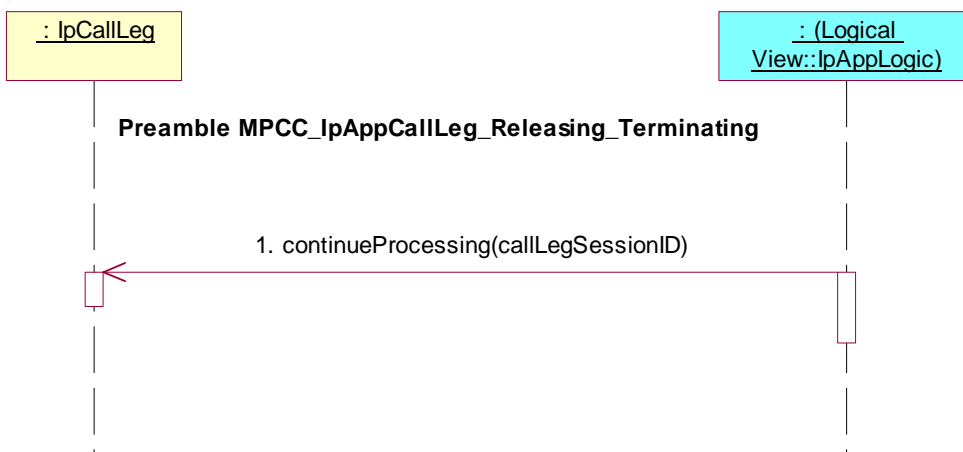 : IpCallLeg
: (Logical
View::IpAppLogic)
Preamble MPCC_IpAppCallLeg_Releasing_Terminating
1. continueProcessing(callLegSessionID)